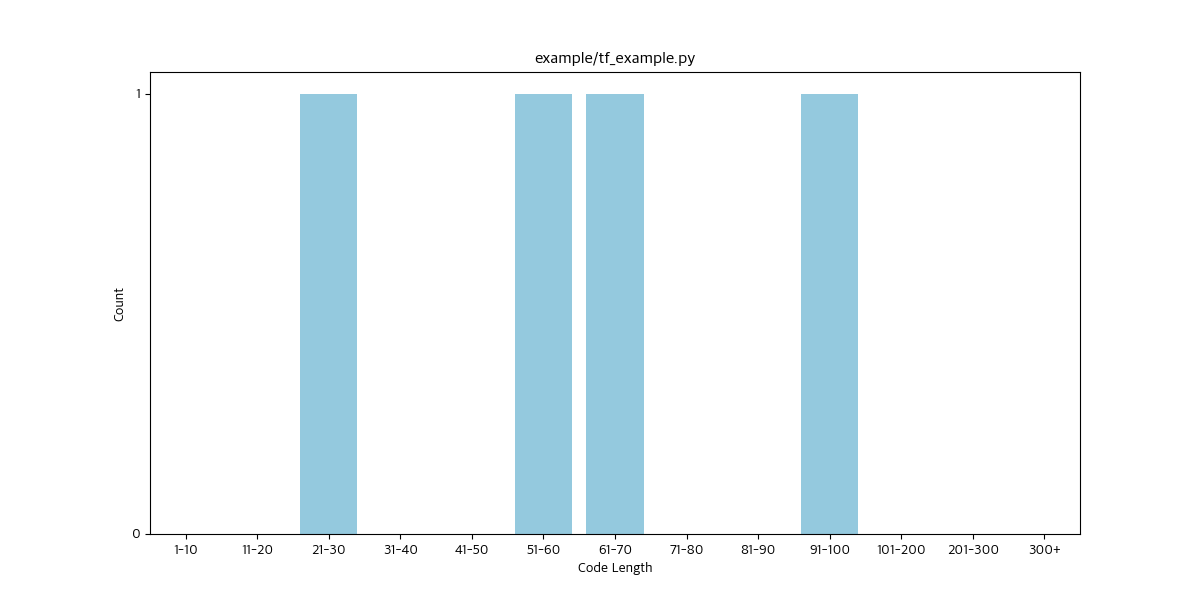 example/tf_example.py
1
0
Count
1-10 11-20 21-30 31-40 41-50 51-60 61-70 71-80 81-90 91-100 101-200 201-300 300+
Code Length